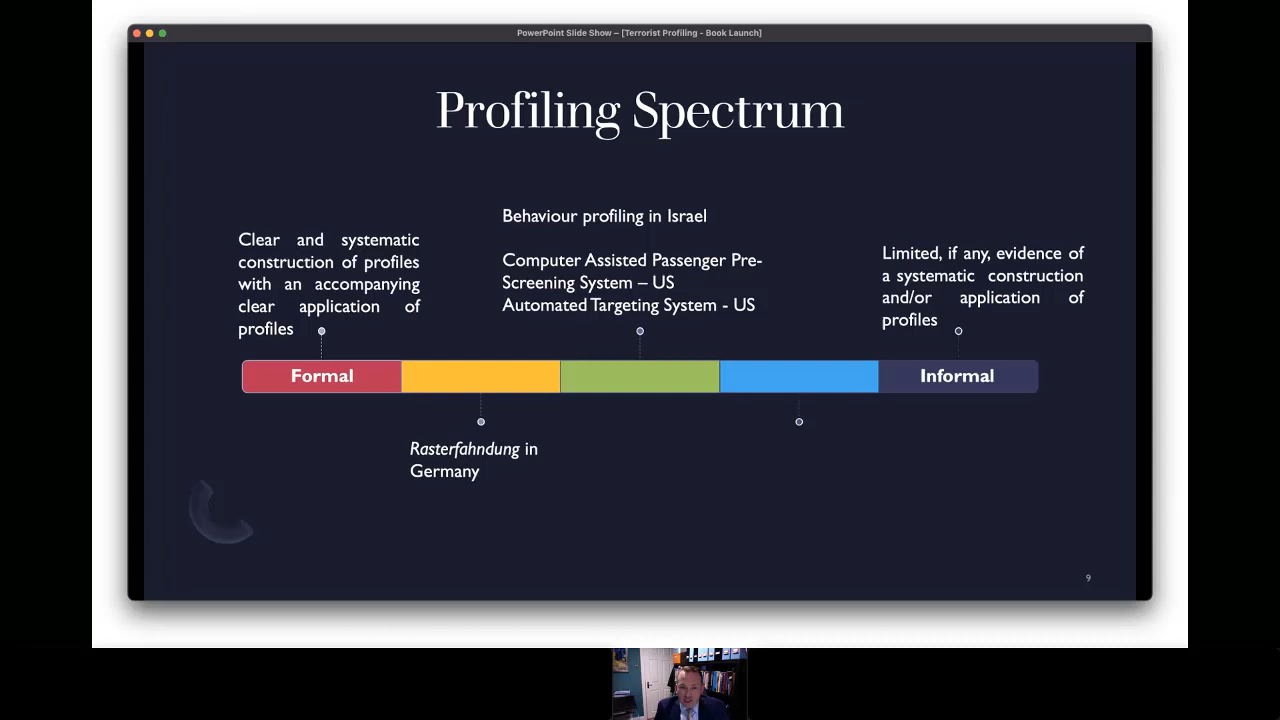 PowerPoint Slide Show – [Terrorist Profiling - Book Launch]
Profiling Spectrum
Clear and systematic
construction of profiles
with an accompanying
clear application of
profiles
Behaviour profiling in Israel
Computer Assisted Passenger Pre-
Screening System – US
Automated Targeting System - US
Limited, if any, evidence of
a systematic construction
and/or application of
profiles
Formal
Informal
Rasterfahndung in
Germany
9